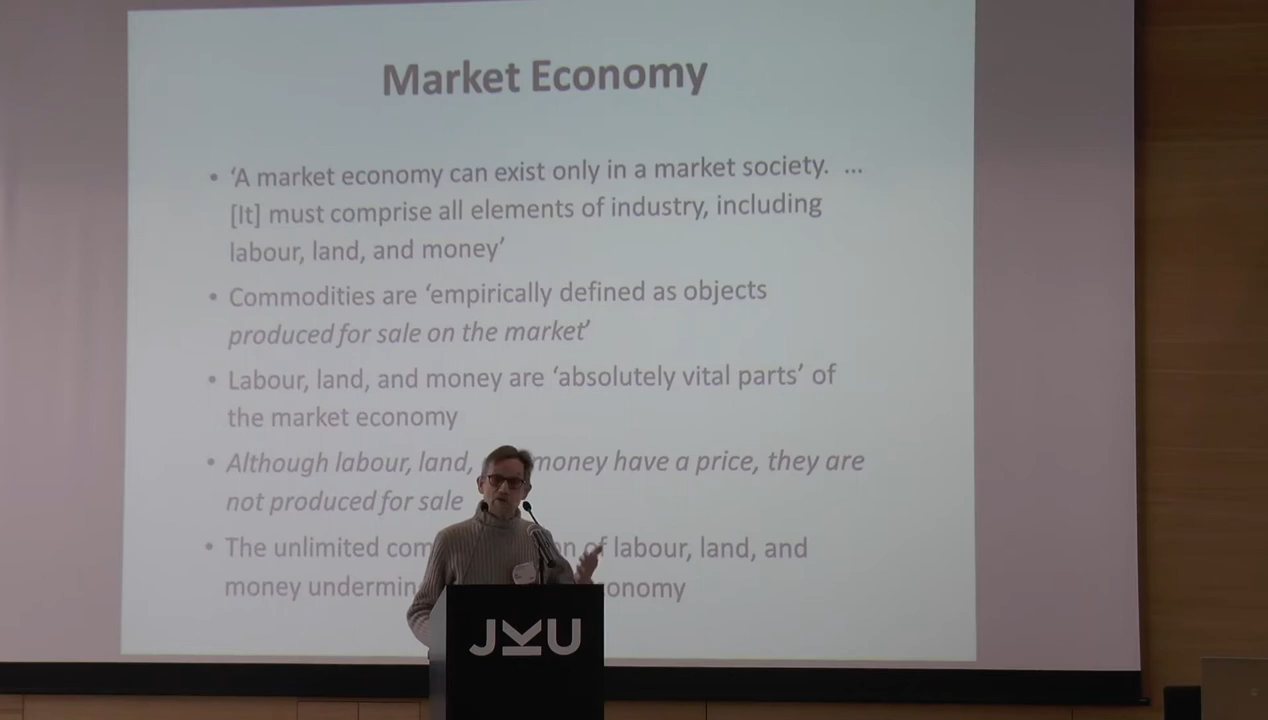 Market Economy
• ‘A market economy can exist only in a market society. ...
[It] must comprise all elements of industry, including
labour, land, and money’
• Commodities are ‘empirically defined as objects
produced for sale on the market’
• Labour, land, and money are ‘absolutely vital parts’ of
the market economy
• Although labour, land, money have a price, they are
not produced for sale
• The unlimited com n of labour, land, and
money undermin onomy
JKU